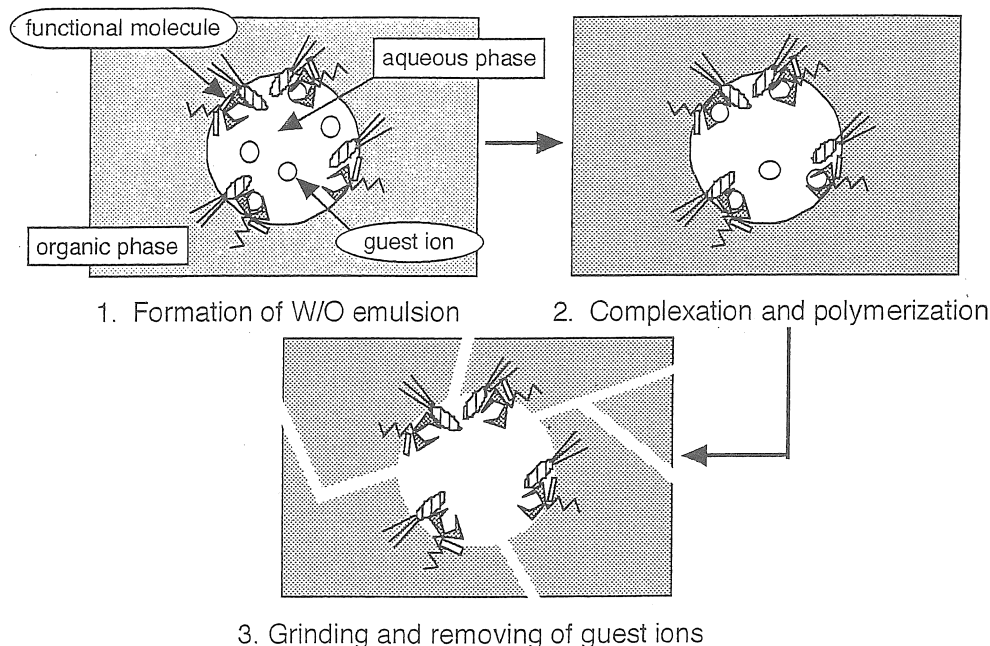 functional molecule
aqueous phase
organic phase
guest ion
1. Formation of W/O emulsion
2. Complexation and polymerization
3. Grinding and removing of guest ions